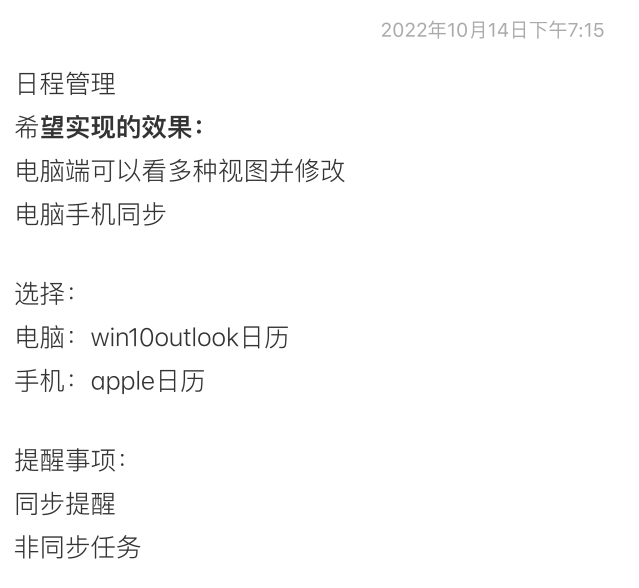 2022年10月14日下午7:15
日程管理
希望实现的效果：
电脑端可以看多种视图并修改
电脑手机同步
选择：
电脑：win10outlook日历
手机：apple日历
提醒事项：
同步提醒
非同步任务